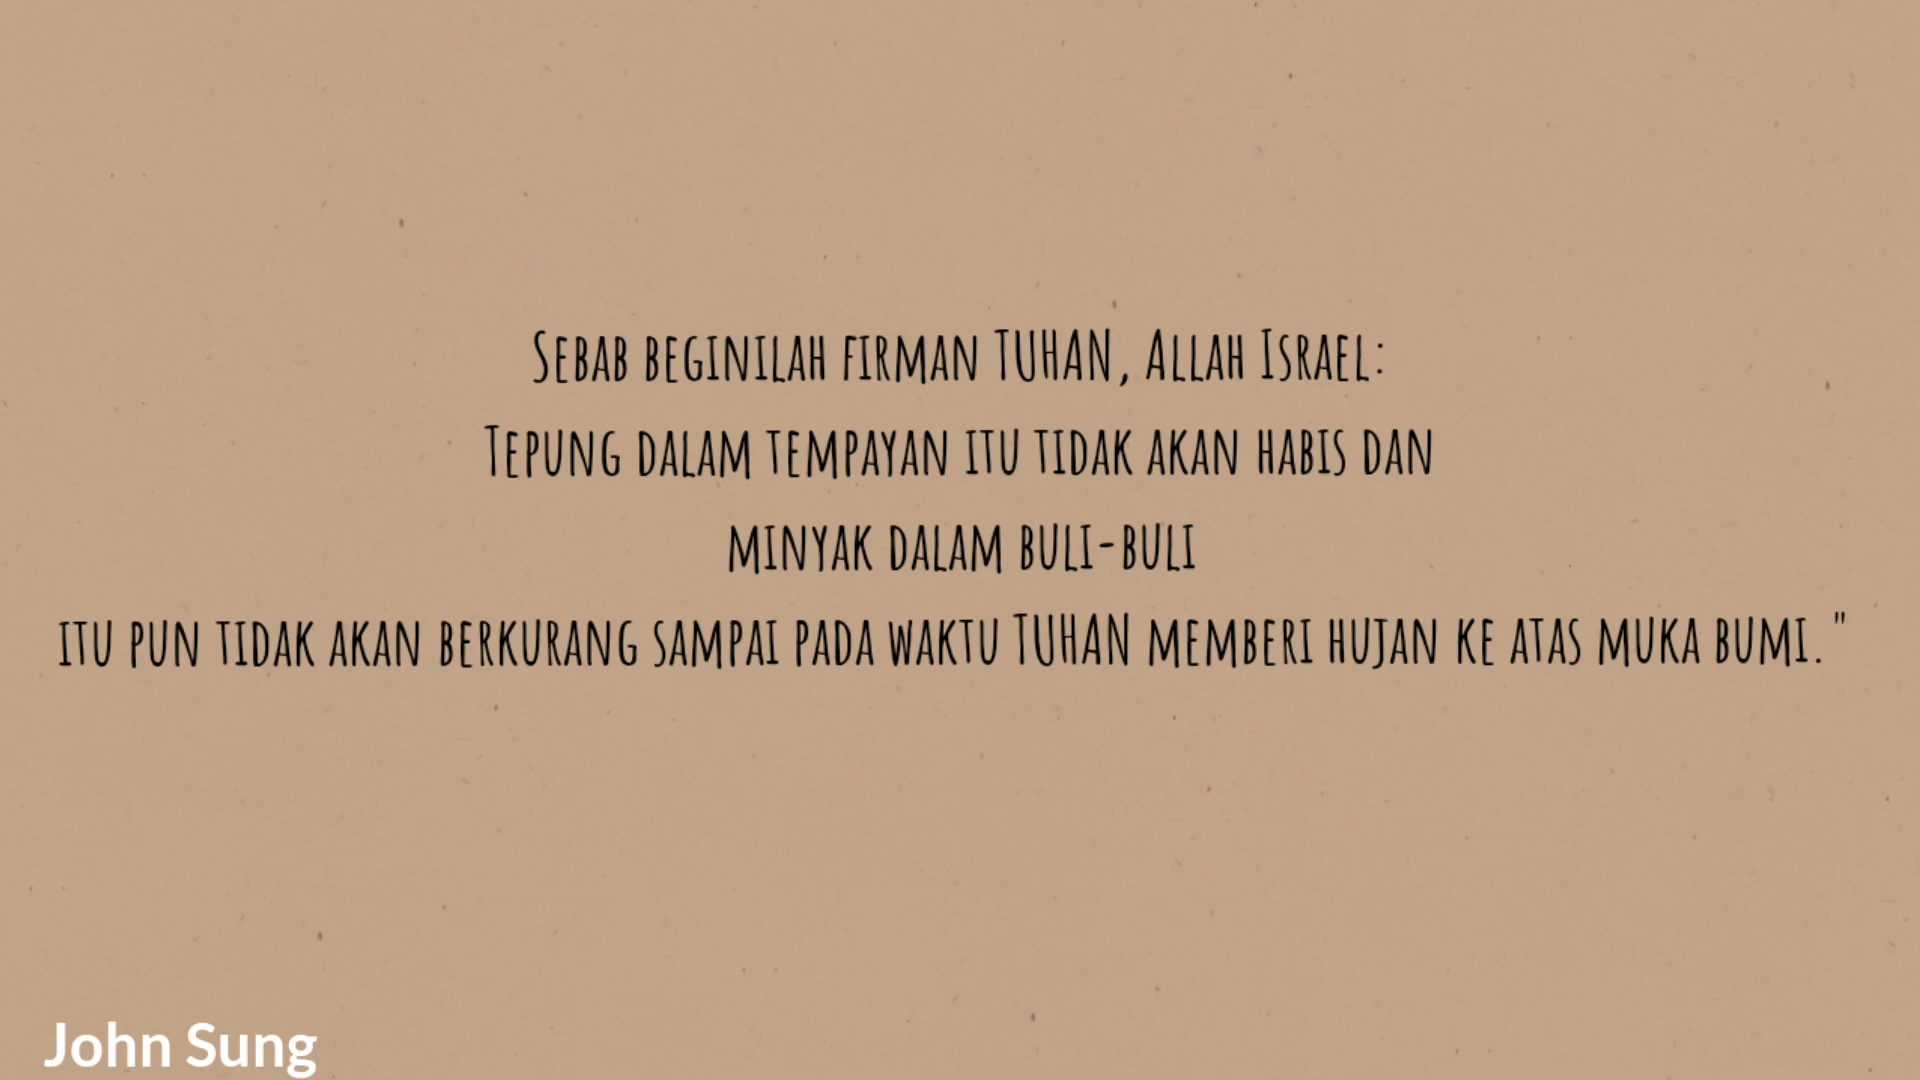 Sebab beginilah firman TUHAN, Allah Israel:
Tepung dalam tempayan itu tidak akan habis dan
minyak dalam buli-buli
itu pun tidak akan berkurang sampai pada waktu TUHAN memberi hujan ke atas muka bumi."
John Sung